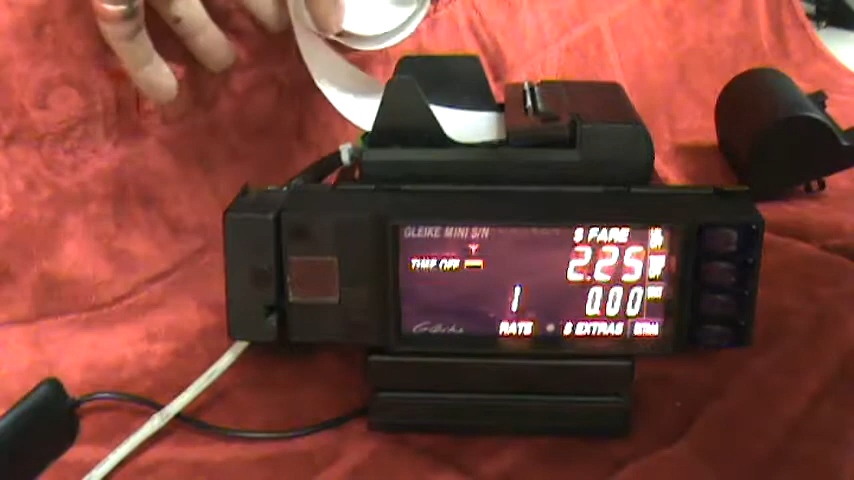 GLEIKE MINI S/N
$ FARE
TIME OFF
2.25
1
0.00
RATE
$ EXTRAS